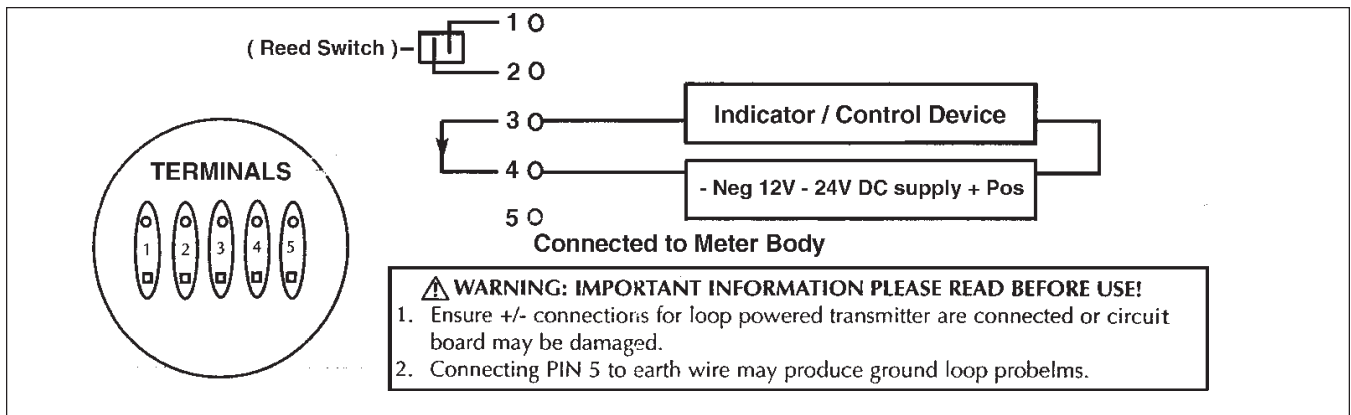 1
( Reed Switch )
2
3
Indicator / Control Device
4
- Neg 12V - 24V DC supply + Pos
5
Connected to Meter Body
TERMINALS
1 2 3 4 5
⚠ WARNING: IMPORTANT INFORMATION PLEASE READ BEFORE USE!
1. Ensure +/- connections for loop powered transmitter are connected or circuit
board may be damaged.
2. Connecting PIN 5 to earth wire may produce ground loop probelms.